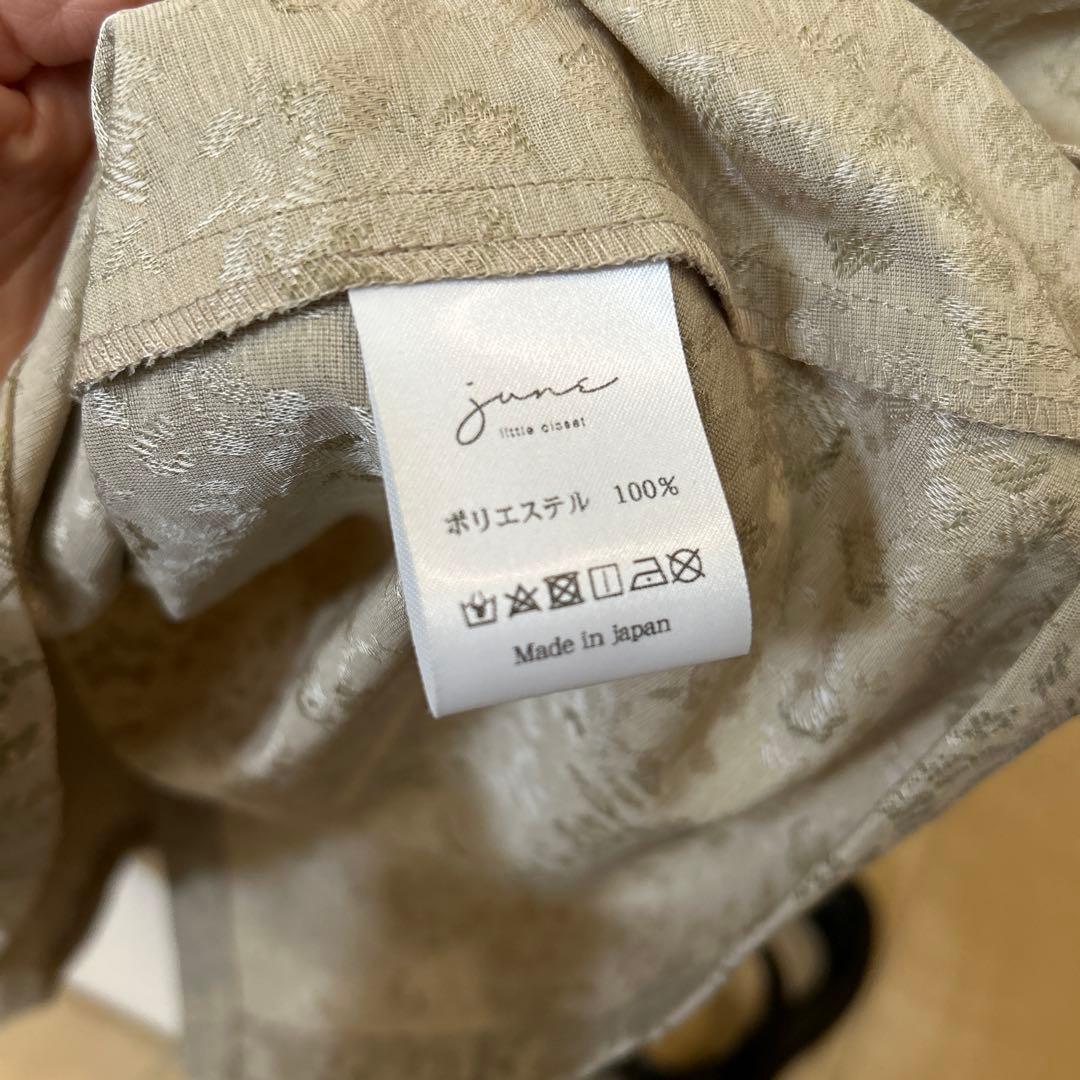 june
little closet
ポリエステル 100%
Made in japan